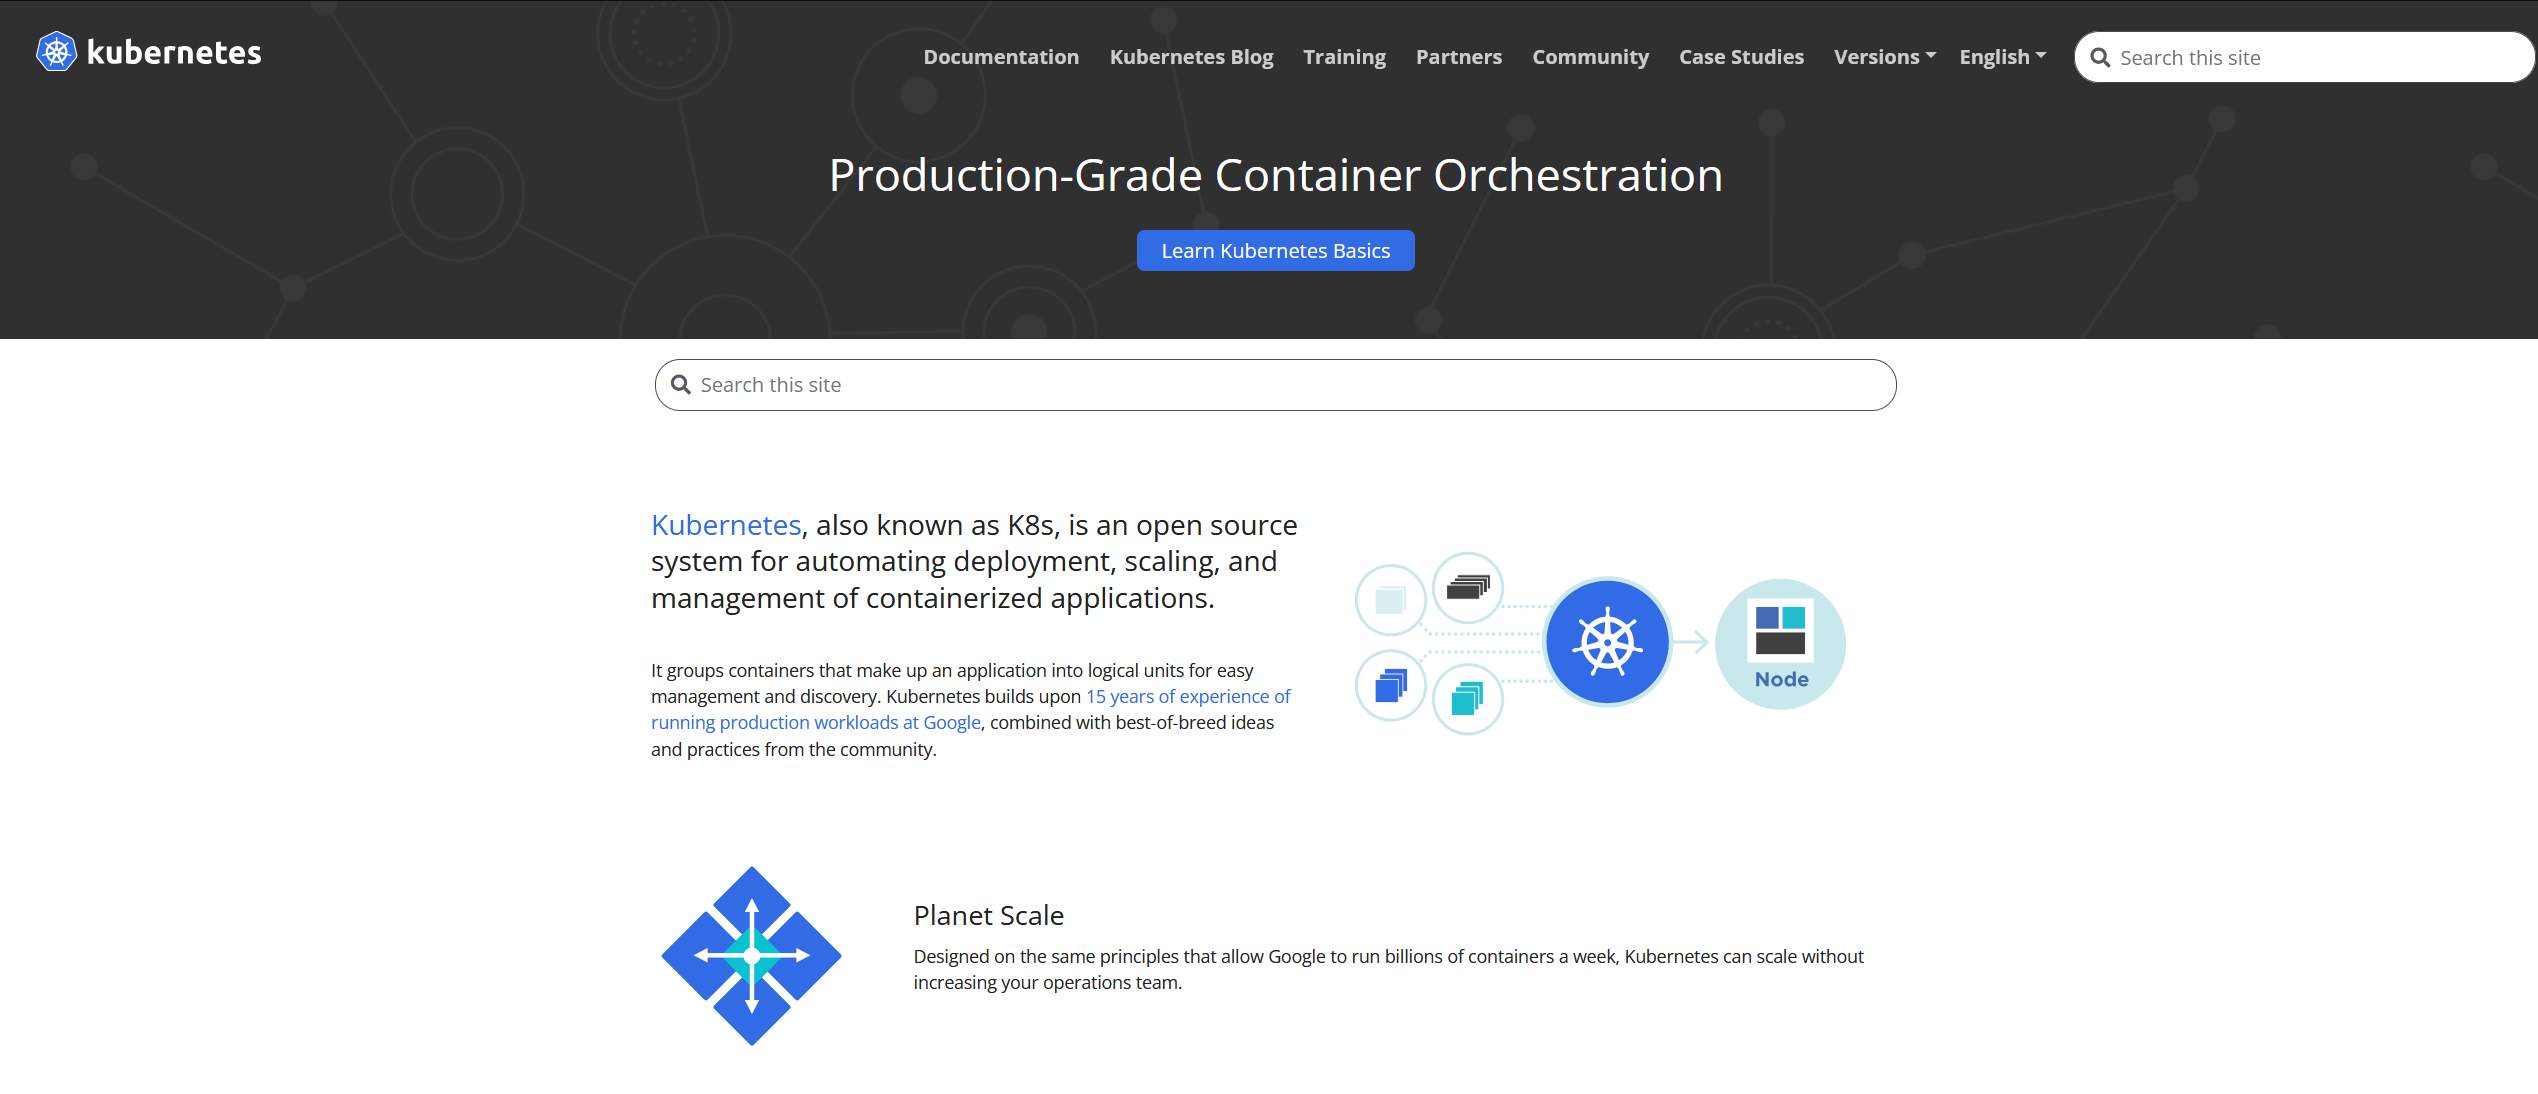 kubernetes
Documentation
Kubernetes Blog
Training
Partners
Community
Case Studies
Versions
English
Search this site
Production-Grade Container Orchestration
Learn Kubernetes Basics
Search this site
Kubernetes, also known as K8s, is an open source
system for automating deployment, scaling, and
management of containerized applications.
It groups containers that make up an application into logical units for easy
management and discovery. Kubernetes builds upon 15 years of experience of
running production workloads at Google, combined with best-of-breed ideas
and practices from the community.
Node
Planet Scale
Designed on the same principles that allow Google to run billions of containers a week, Kubernetes can scale without
increasing your operations team.